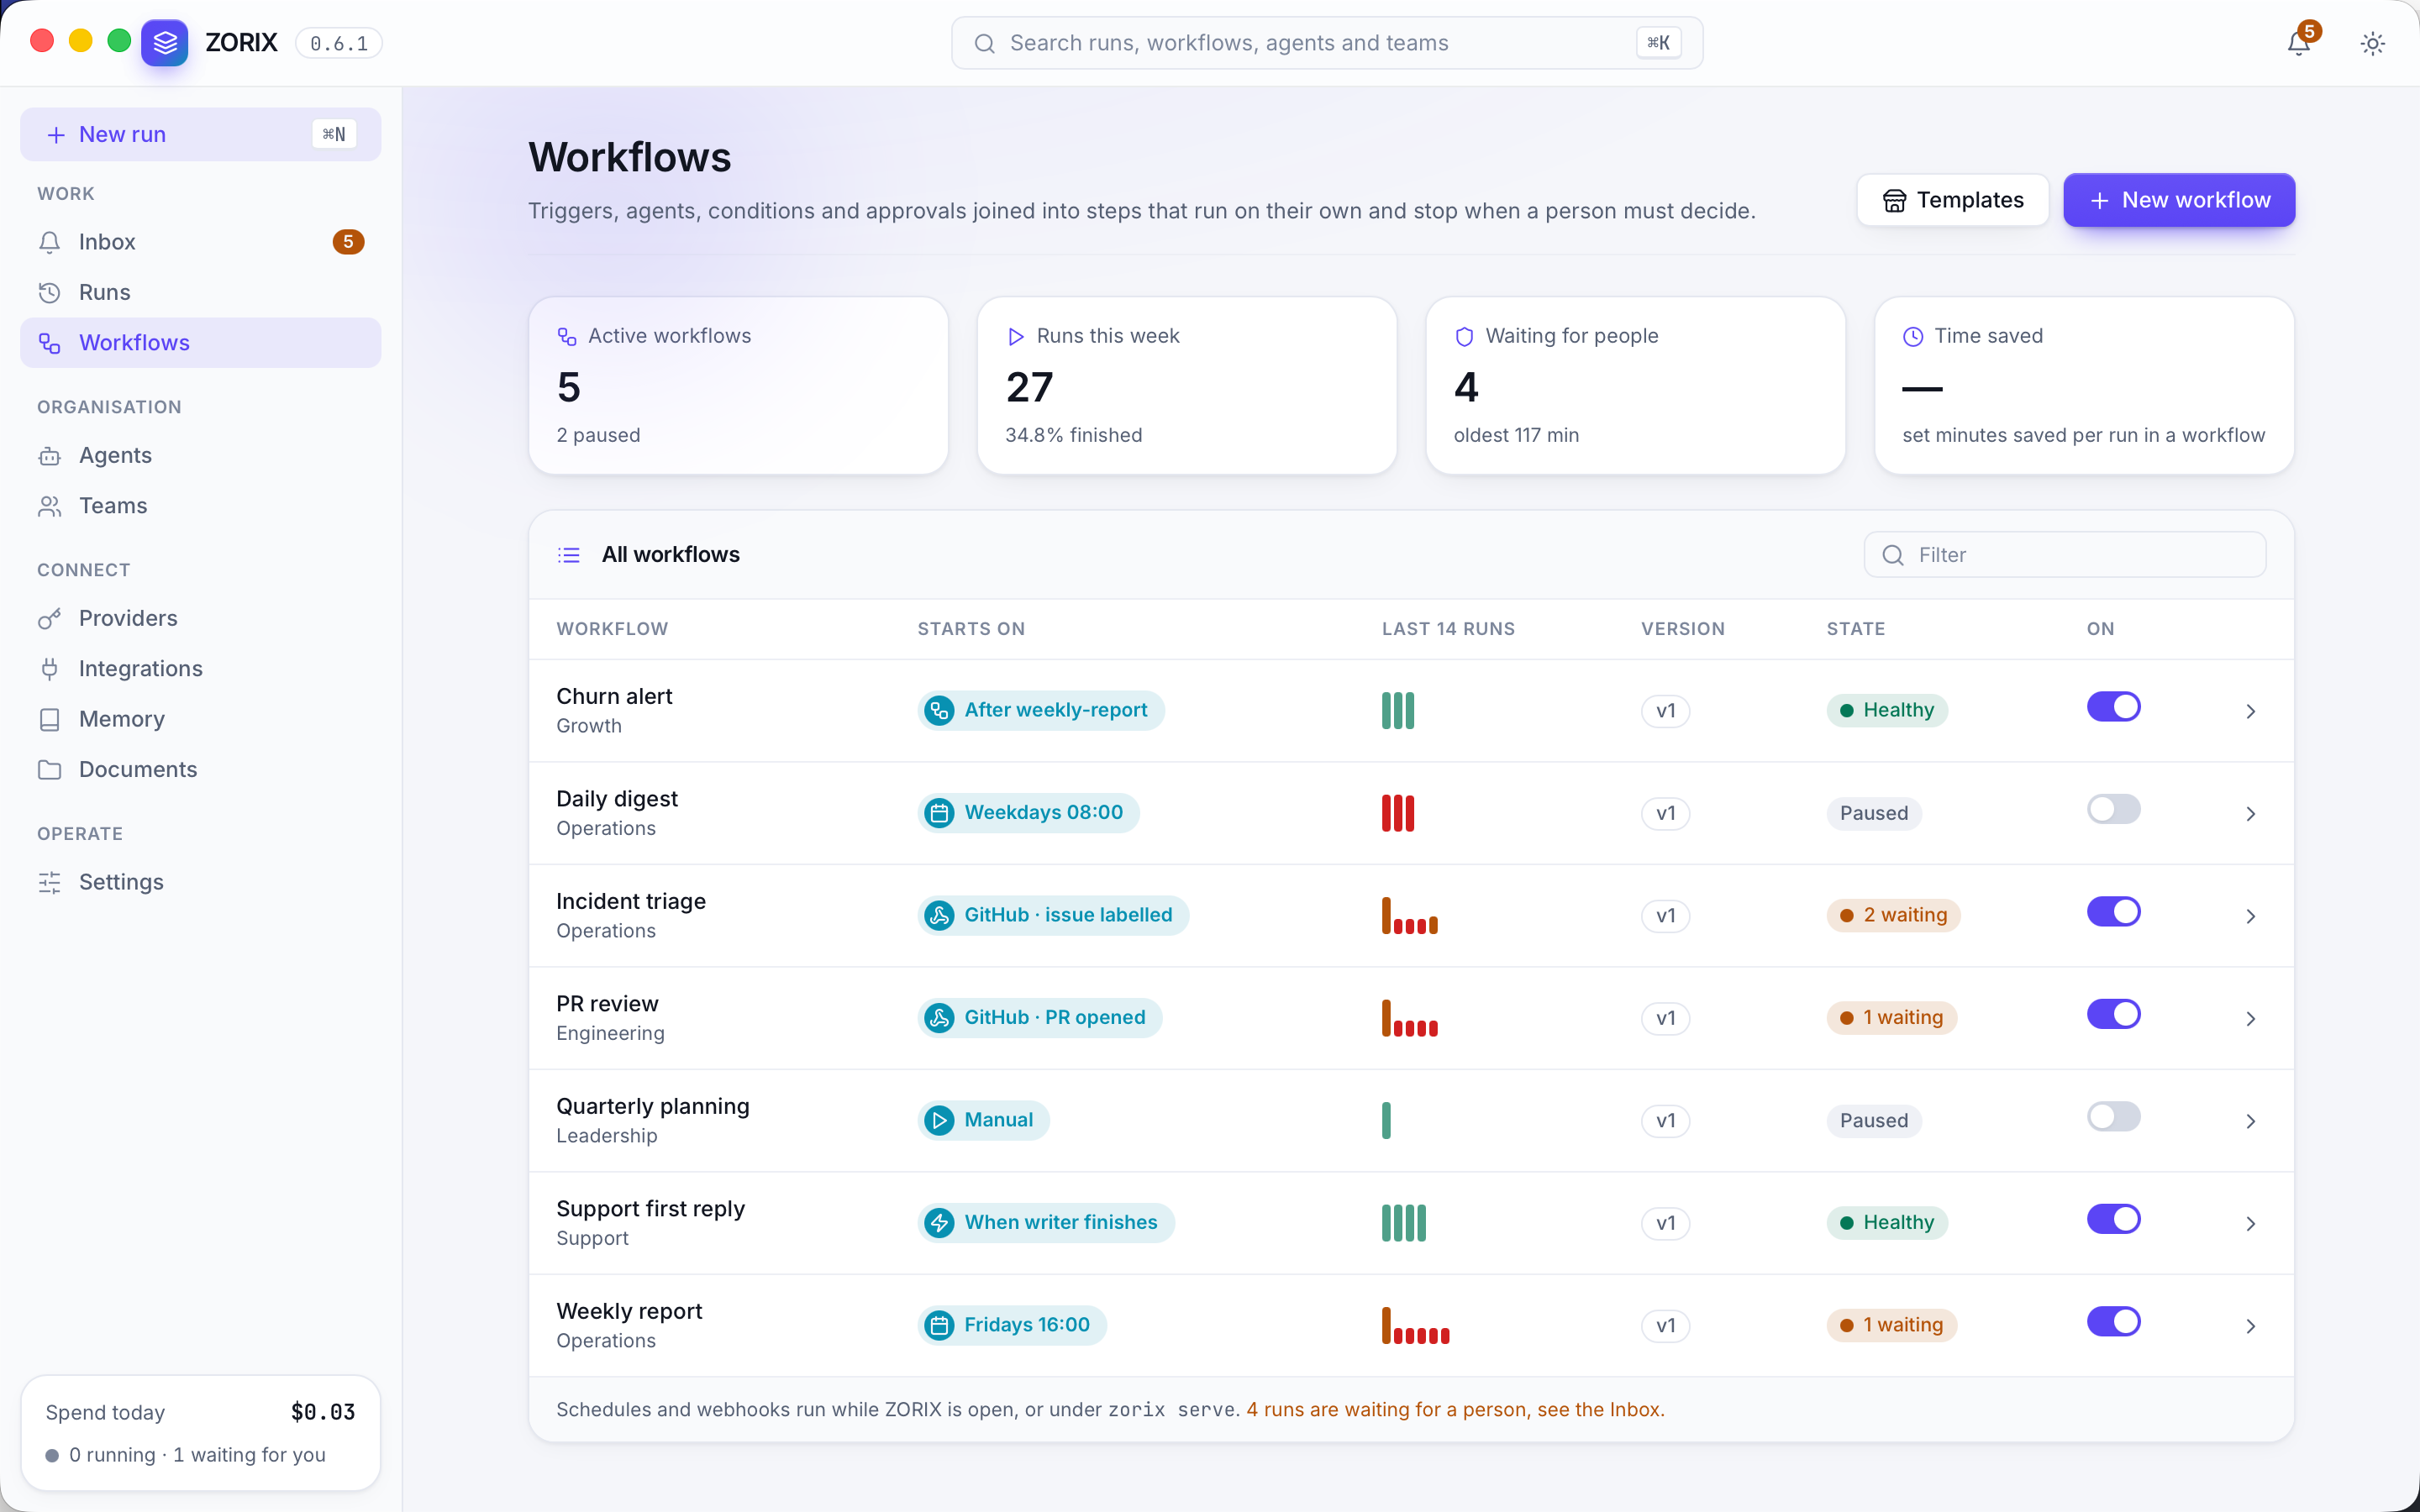 ZORIX 0.6.1
Search runs, workflows, agents and teams ⌘K
5
New run ⌘N
WORK
Inbox 5
Runs
Workflows
ORGANISATION
Agents
Teams
CONNECT
Providers
Integrations
Memory
Documents
OPERATE
Settings
Spend today $0.03
0 running · 1 waiting for you
Workflows
Triggers, agents, conditions and approvals joined into steps that run on their own and stop when a person must decide.
Templates
New workflow
Active workflows
5
2 paused
Runs this week
27
34.8% finished
Waiting for people
4
oldest 117 min
Time saved
—
set minutes saved per run in a workflow
All workflows
Filter
WORKFLOW STARTS ON LAST 14 RUNS VERSION STATE ON
Churn alert
Growth
After weekly-report v1 Healthy
Daily digest
Operations
Weekdays 08:00 v1 Paused
Incident triage
Operations
GitHub · issue labelled v1 2 waiting
PR review
Engineering
GitHub · PR opened v1 1 waiting
Quarterly planning
Leadership
Manual v1 Paused
Support first reply
Support
When writer finishes v1 Healthy
Weekly report
Operations
Fridays 16:00 v1 1 waiting
Schedules and webhooks run while ZORIX is open, or under zorix serve. 4 runs are waiting for a person, see the Inbox.